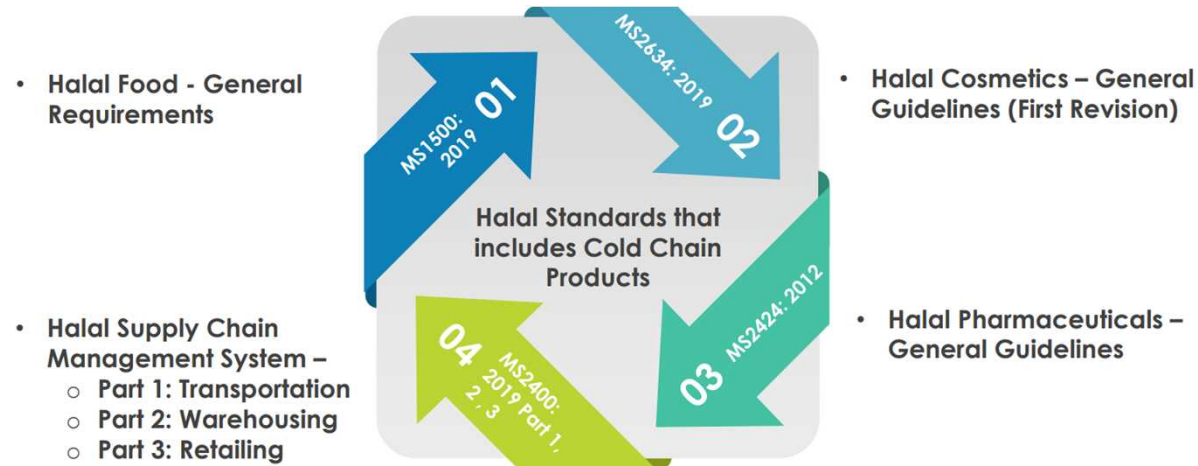 • Halal Food - General
Requirements
MS1500:
2019
01
MS2634: 2019
02
• Halal Cosmetics – General
Guidelines (First Revision)
Halal Standards that
includes Cold Chain
Products
• Halal Supply Chain
Management System –
○ Part 1: Transportation
○ Part 2: Warehousing
○ Part 3: Retailing
04
MS2400:
2019 Part 1,
2 , 3
03
MS2424: 2012
• Halal Pharmaceuticals –
General Guidelines